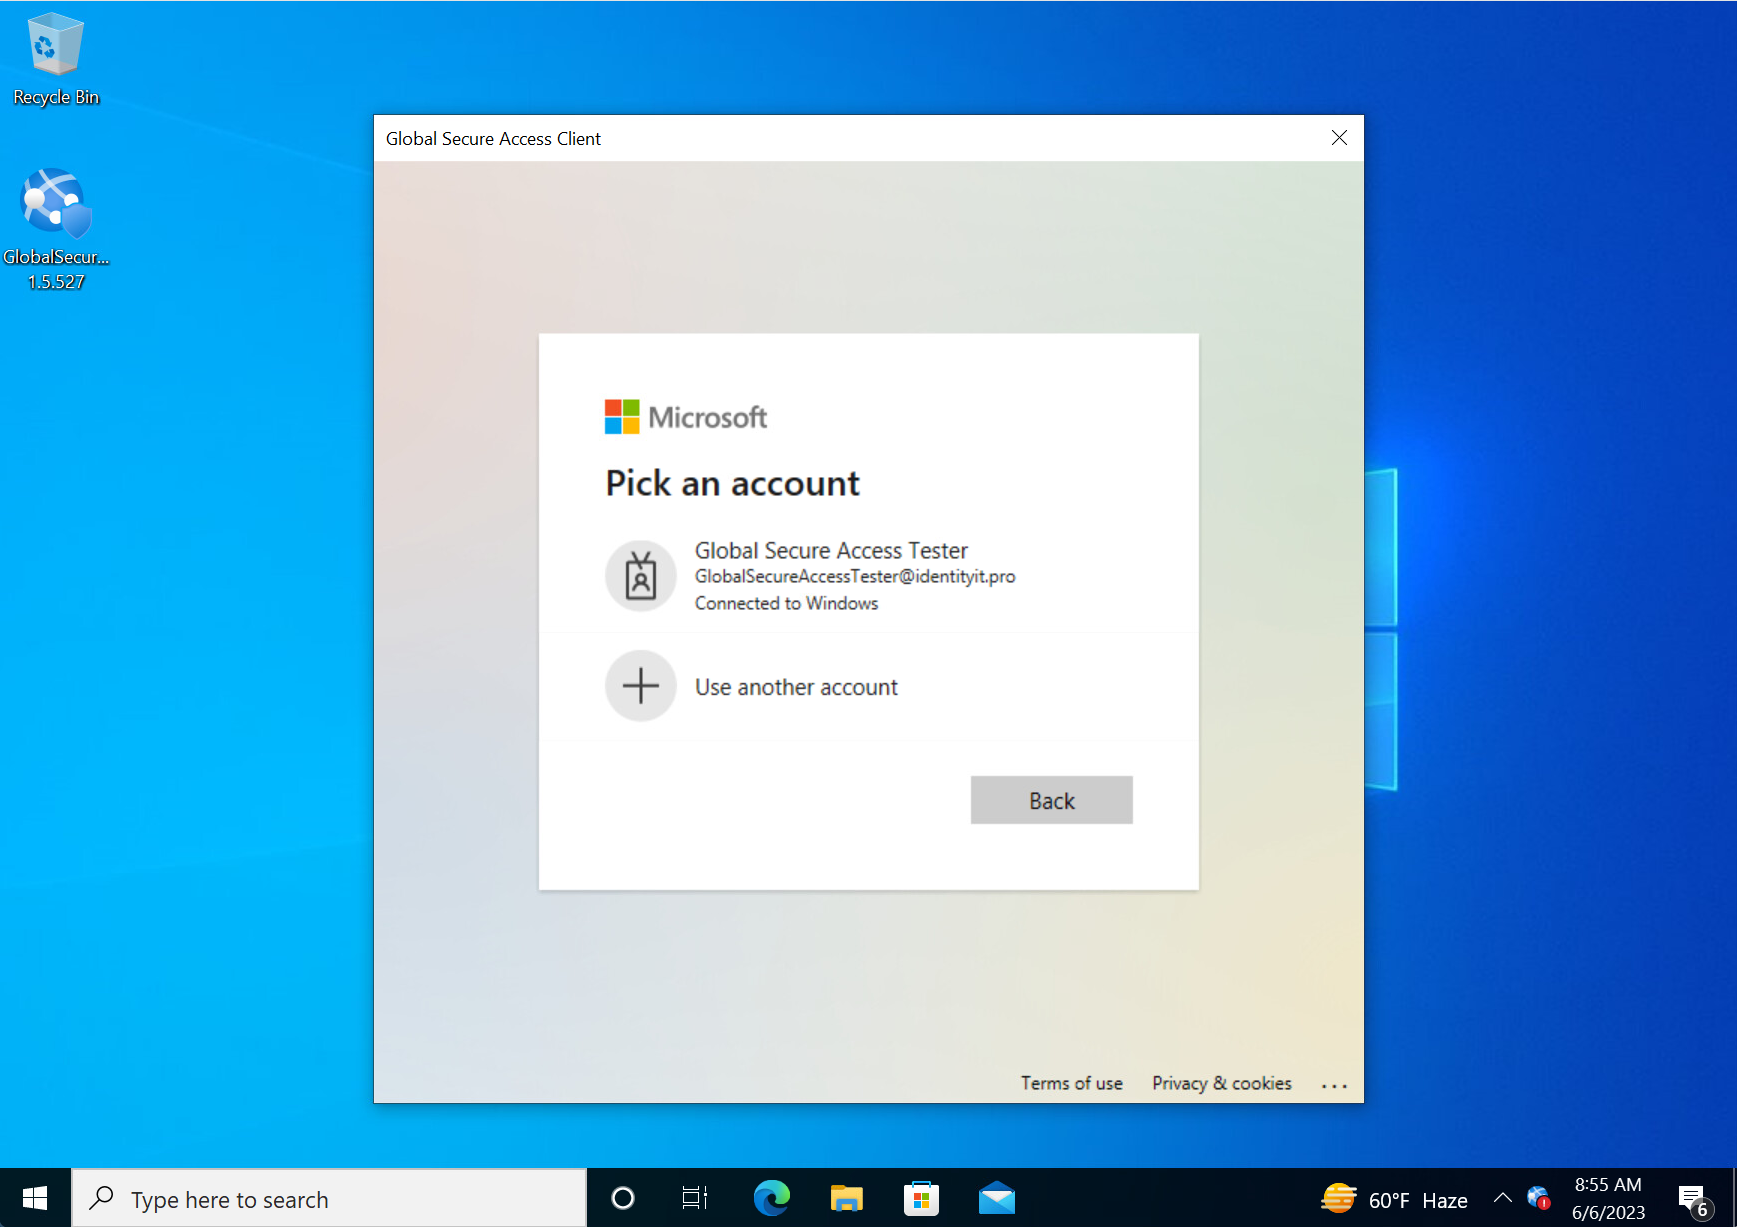 Recycle Bin
GlobalSecur...
1.5.527
Global Secure Access Client
Microsoft
Pick an account
Global Secure Access Tester
GlobalSecureAccessTester@identityit.pro
Connected to Windows
Use another account
Back
Terms of use Privacy & cookies ...
Type here to search
60°F Haze
8:55 AM
6/6/2023
6